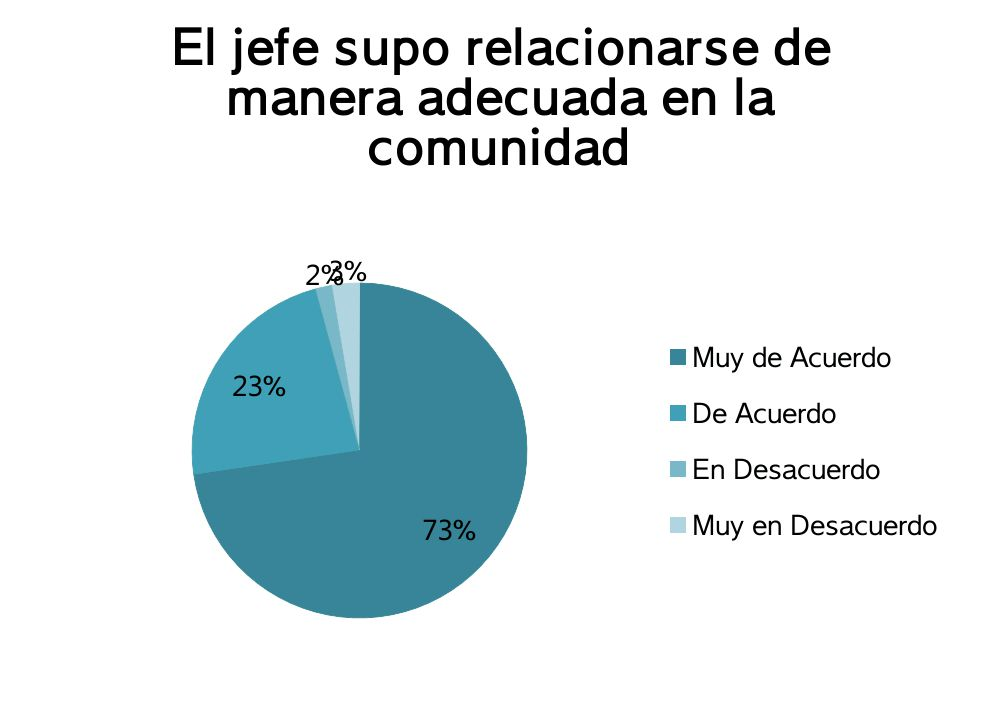 El jefe supo relacionarse de
manera adecuada en la
comunidad
2%
3%
23%
73%
Muy de Acuerdo
De Acuerdo
En Desacuerdo
Muy en Desacuerdo